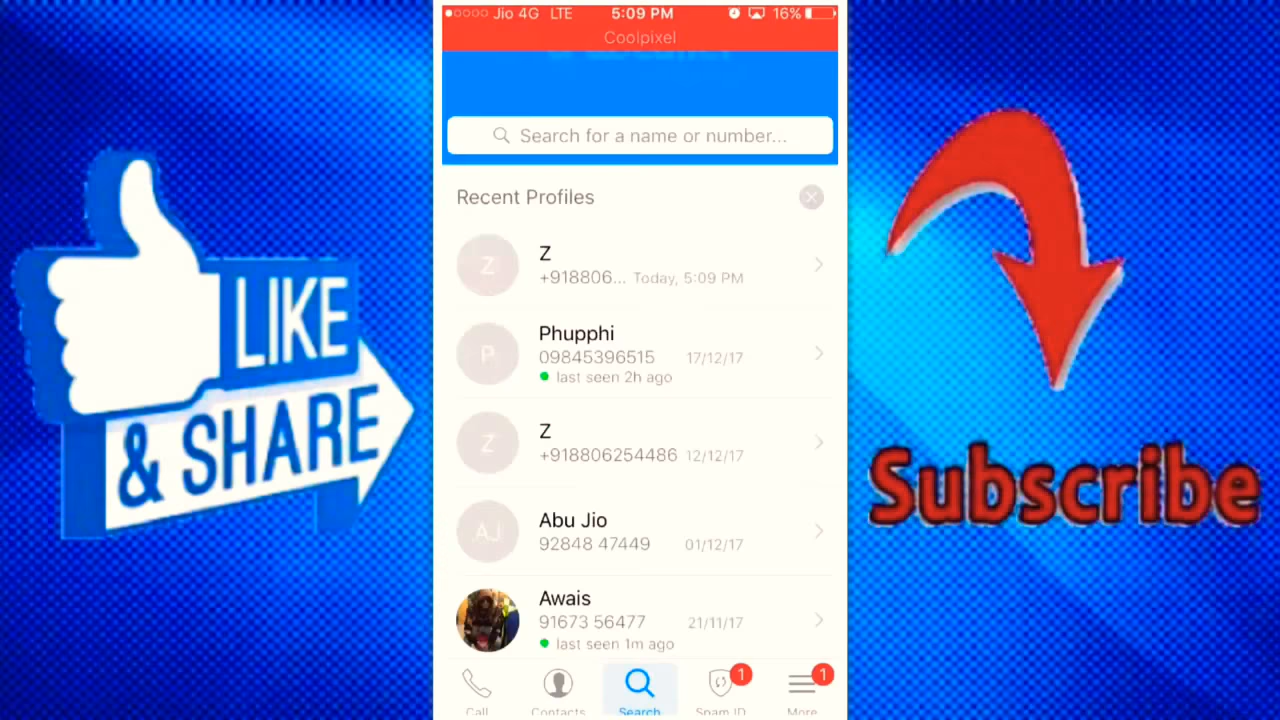 Jio 4G LTE 5:09 PM 16%
Coolpixel
Search for a name or number...
Recent Profiles
Z
Z
+918806... Today, 5:09 PM
P
Phupphi
09845396515 17/12/17
last seen 2h ago
Z
Z
+918806254486 12/12/17
AJ
Abu Jio
92848 47449 01/12/17
Awais
91673 56477 21/11/17
last seen 1m ago
1
1
Call
Contacts
Search
Spam ID
More
LIKE
& SHARE
Subscribe